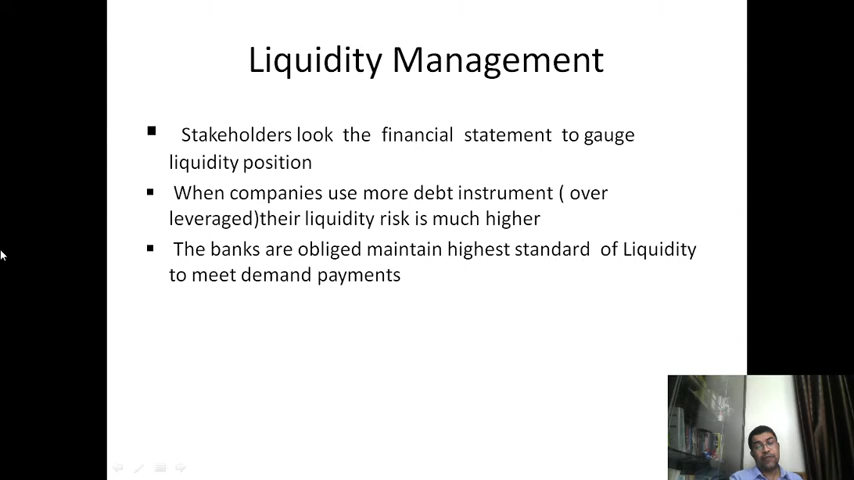 Liquidity Management
Stakeholders look the financial statement to gauge
liquidity position
When companies use more debt instrument ( over
leveraged)their liquidity risk is much higher
The banks are obliged maintain highest standard of Liquidity
to meet demand payments